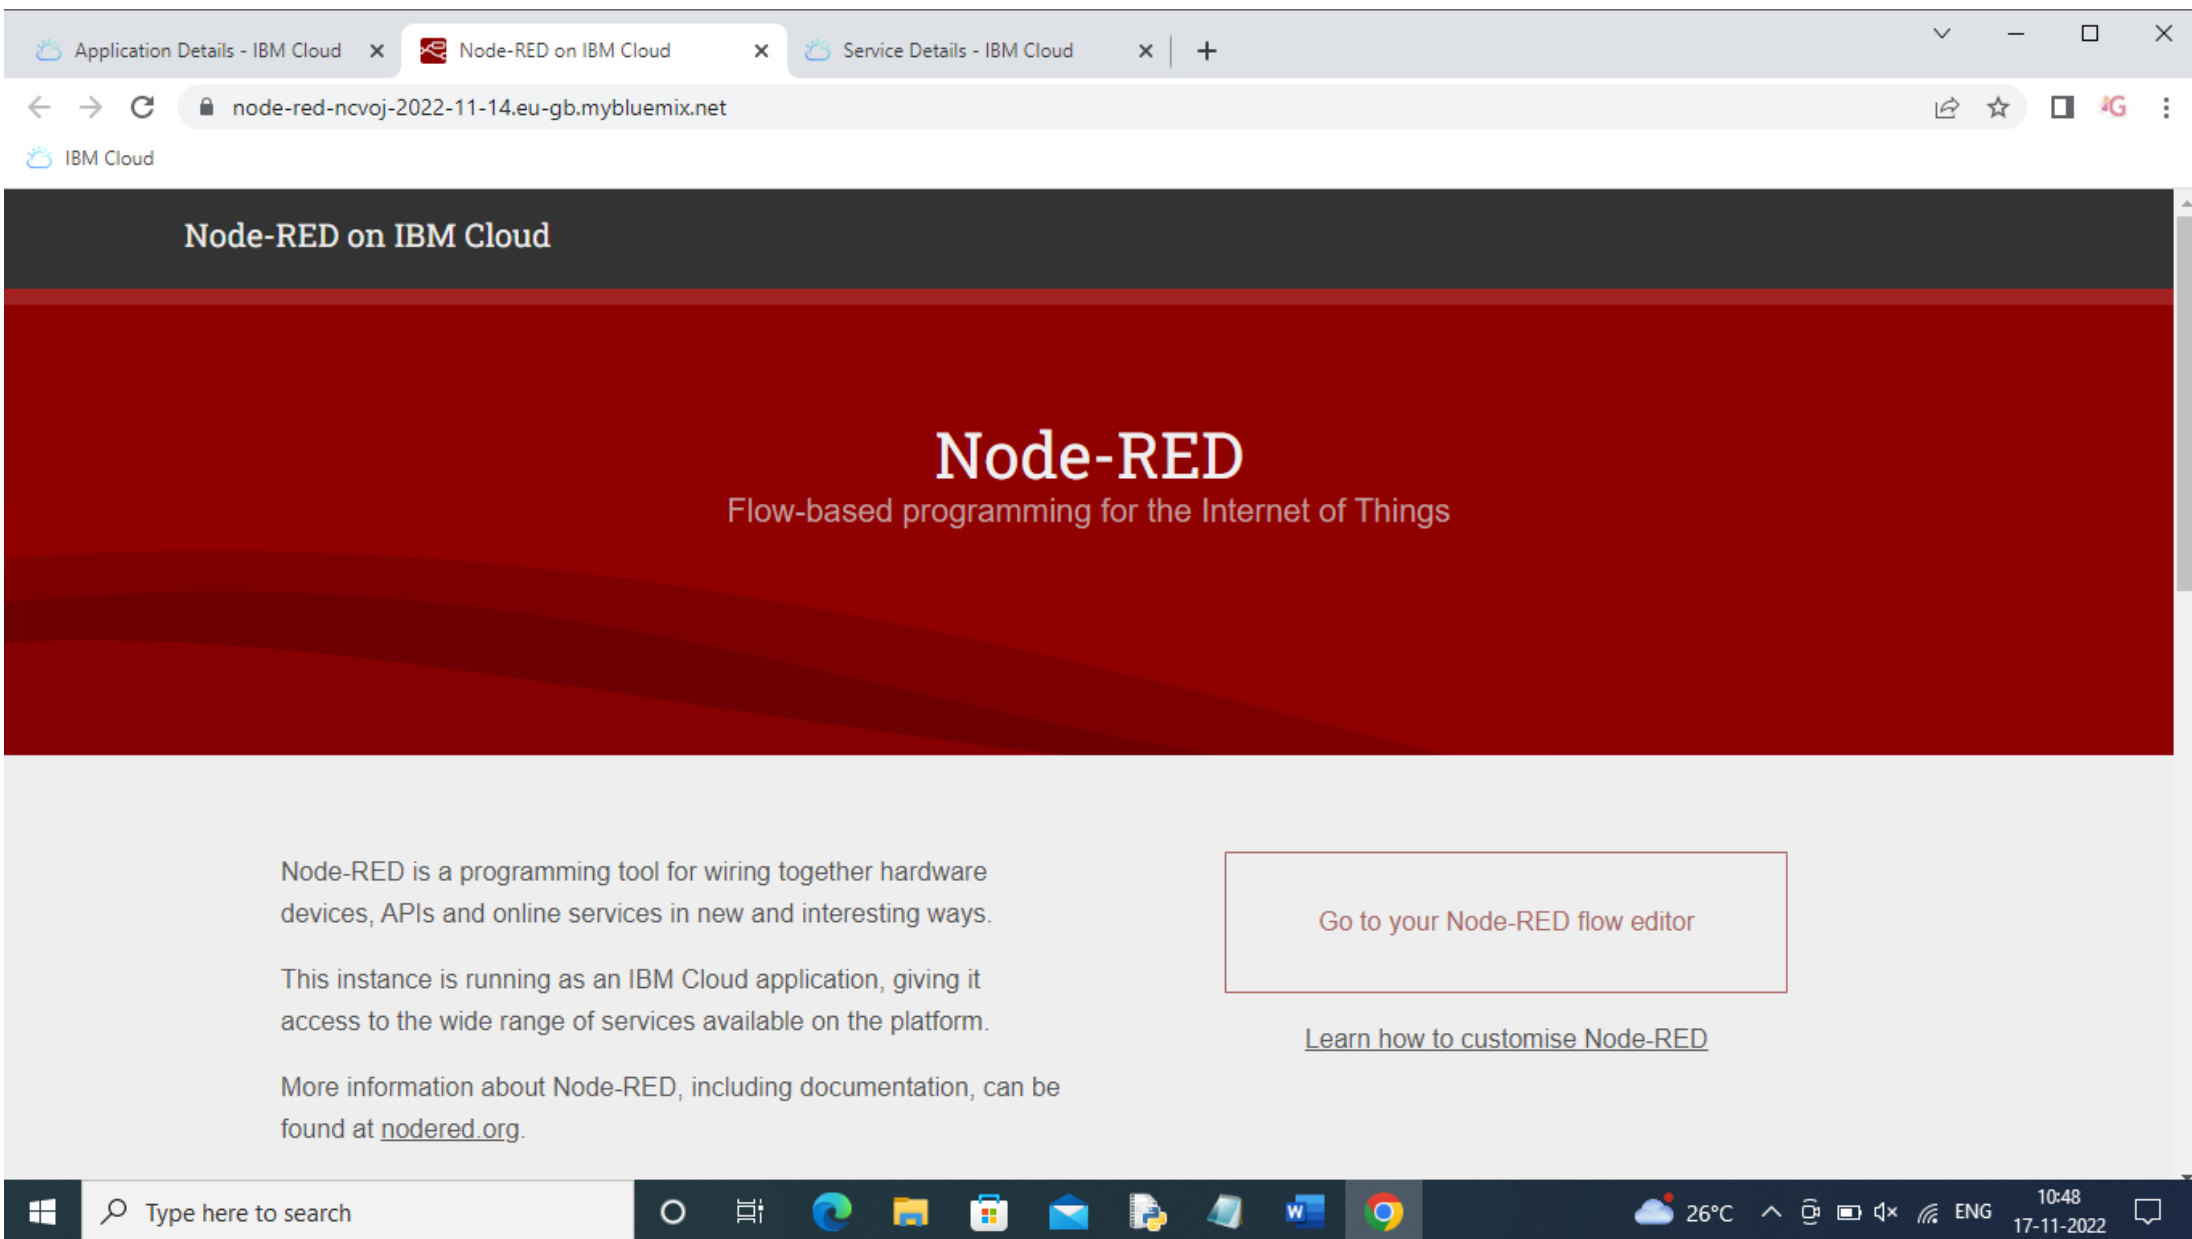 Application Details - IBM Cloud
Node-RED on IBM Cloud
Service Details - IBM Cloud
node-red-ncvoj-2022-11-14.eu-gb.mybluemix.net
IBM Cloud
Node-RED on IBM Cloud
Node-RED
Flow-based programming for the Internet of Things
Node-RED is a programming tool for wiring together hardware
devices, APIs and online services in new and interesting ways.
This instance is running as an IBM Cloud application, giving it
access to the wide range of services available on the platform.
More information about Node-RED, including documentation, can be
found at nodered.org.
Go to your Node-RED flow editor
Learn how to customise Node-RED
Type here to search
26°C
ENG
10:48
17-11-2022